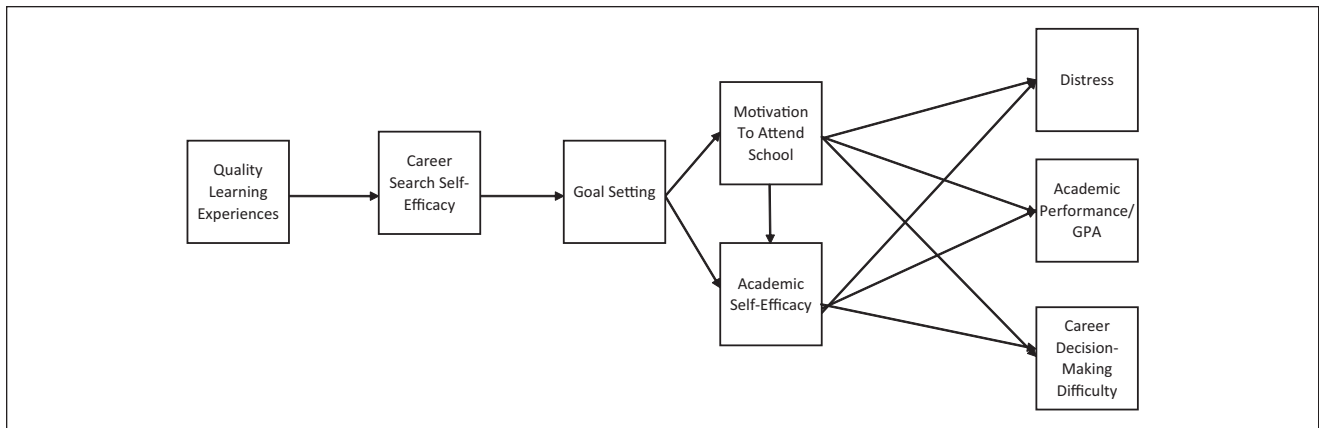 Quality
Learning
Experiences
Career
Search Self-
Efficacy
Goal Setting
Motivation
To Attend
School
Academic
Self-Efficacy
Distress
Academic
Performance/
GPA
Career
Decision-
Making
Difficulty